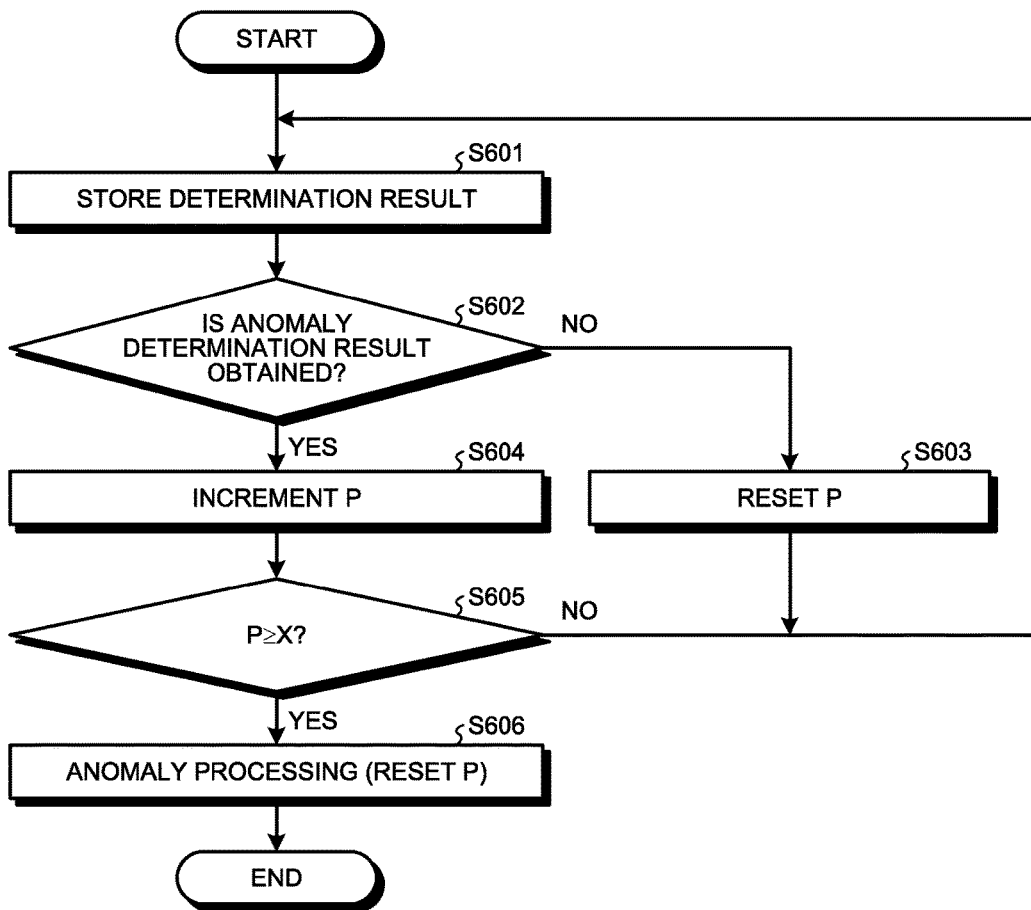 START
S601
STORE DETERMINATION RESULT
S602
IS ANOMALY
DETERMINATION RESULT
OBTAINED?
NO
YES
S604
INCREMENT P
S603
RESET P
S605
P≥X?
NO
YES
S606
ANOMALY PROCESSING (RESET P)
END